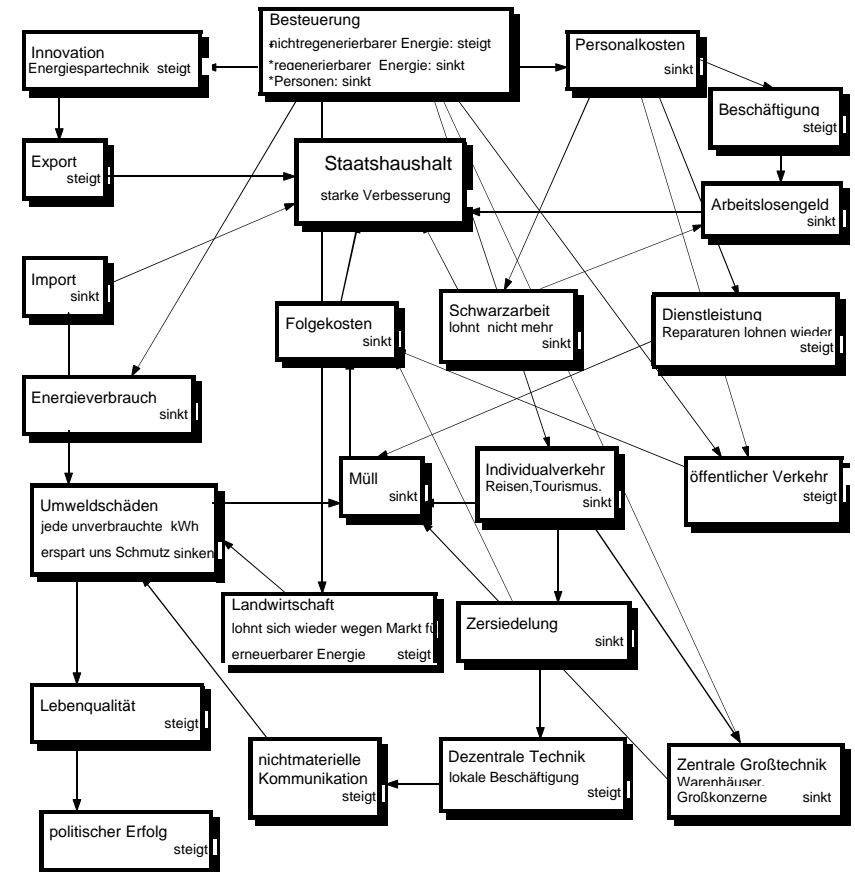 Besteuerung
*nichtregenerierbarer Energie: steigt
*regenerierbarer Energie: sinkt
*Personen: sinkt
Innovation
Energiespartechnik steigt
Personalkosten
sinkt
Beschäftigung
steigt
Export
steigt
Staatshaushalt
starke Verbesserung
Arbeitslosengeld
sinkt
Import
sinkt
Folgekosten
sinkt
Schwarzarbeit
lohnt nicht mehr
sinkt
Dienstleistung
Reparaturen lohnen wieder
steigt
Energieverbrauch
sinkt
Müll
sinkt
Individualverkehr
Reisen,Tourismus.
sinkt
öffentlicher Verkehr
steigt
Umweldschäden
jede unverbrauchte kWh
erspart uns Schmutz sinken
Landwirtschaft
lohnt sich wieder wegen Markt fü
erneuerbarer Energie steigt
Zersiedelung
sinkt
Lebenqualität
steigt
nichtmaterielle
Kommunikation
steigt
Dezentrale Technik
lokale Beschäftigung
steigt
Zentrale Großtechnik
Warenhäuser,
Großkonzerne sinkt
politischer Erfolg
steigt